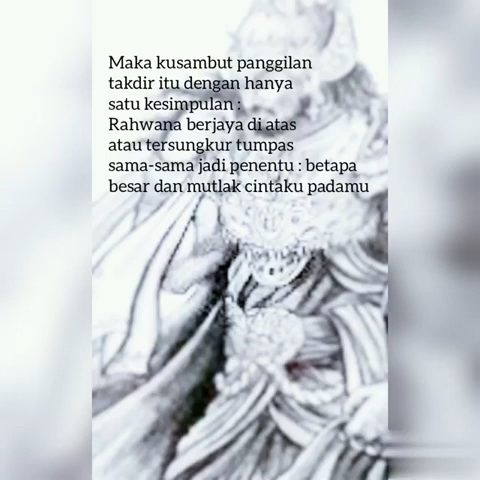 Maka kusambut panggilan
takdir itu dengan hanya
satu kesimpulan :
Rahwana berjaya di atas
atau tersungkur tumpas
sama-sama jadi penentu : betapa
besar dan mutlak cintaku padamu